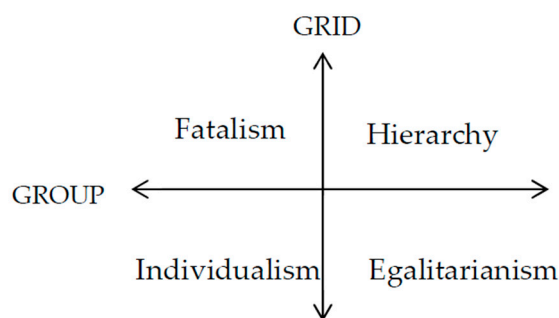 GRID
Fatalism
Hierarchy
GROUP
Individualism
Egalitarianism